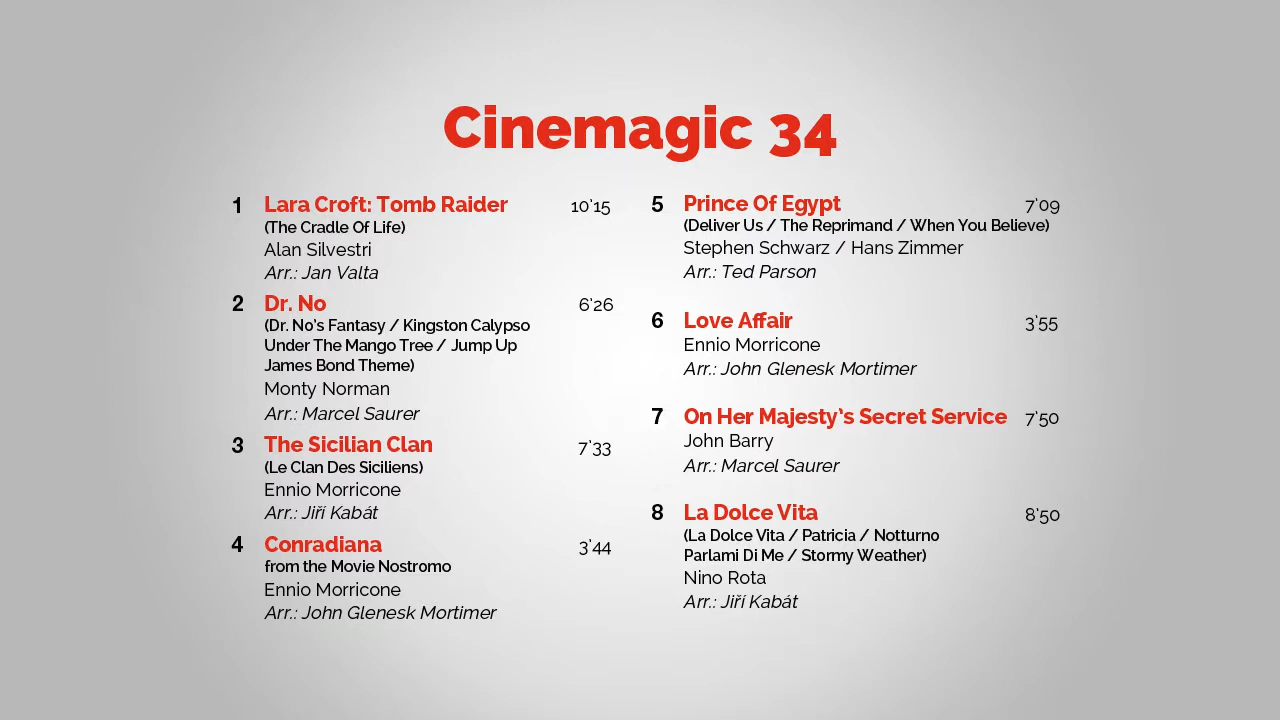 Cinemagic 34
1 Lara Croft: Tomb Raider 10'15
(The Cradle Of Life)
Alan Silvestri
Arr.: Jan Valta
2 Dr. No 6'26
(Dr. No's Fantasy / Kingston Calypso
Under The Mango Tree / Jump Up
James Bond Theme)
Monty Norman
Arr.: Marcel Saurer
3 The Sicilian Clan 7'33
(Le Clan Des Siciliens)
Ennio Morricone
Arr.: Jiří Kabát
4 Conradiana 3'44
from the Movie Nostromo
Ennio Morricone
Arr.: John Glenesk Mortimer
5 Prince Of Egypt 7'09
(Deliver Us / The Reprimand / When You Believe)
Stephen Schwarz / Hans Zimmer
Arr.: Ted Parson
6 Love Affair 3'55
Ennio Morricone
Arr.: John Glenesk Mortimer
7 On Her Majesty's Secret Service 7'50
John Barry
Arr.: Marcel Saurer
8 La Dolce Vita 8'50
(La Dolce Vita / Patricia / Notturno
Parlami Di Me / Stormy Weather)
Nino Rota
Arr.: Jiří Kabát